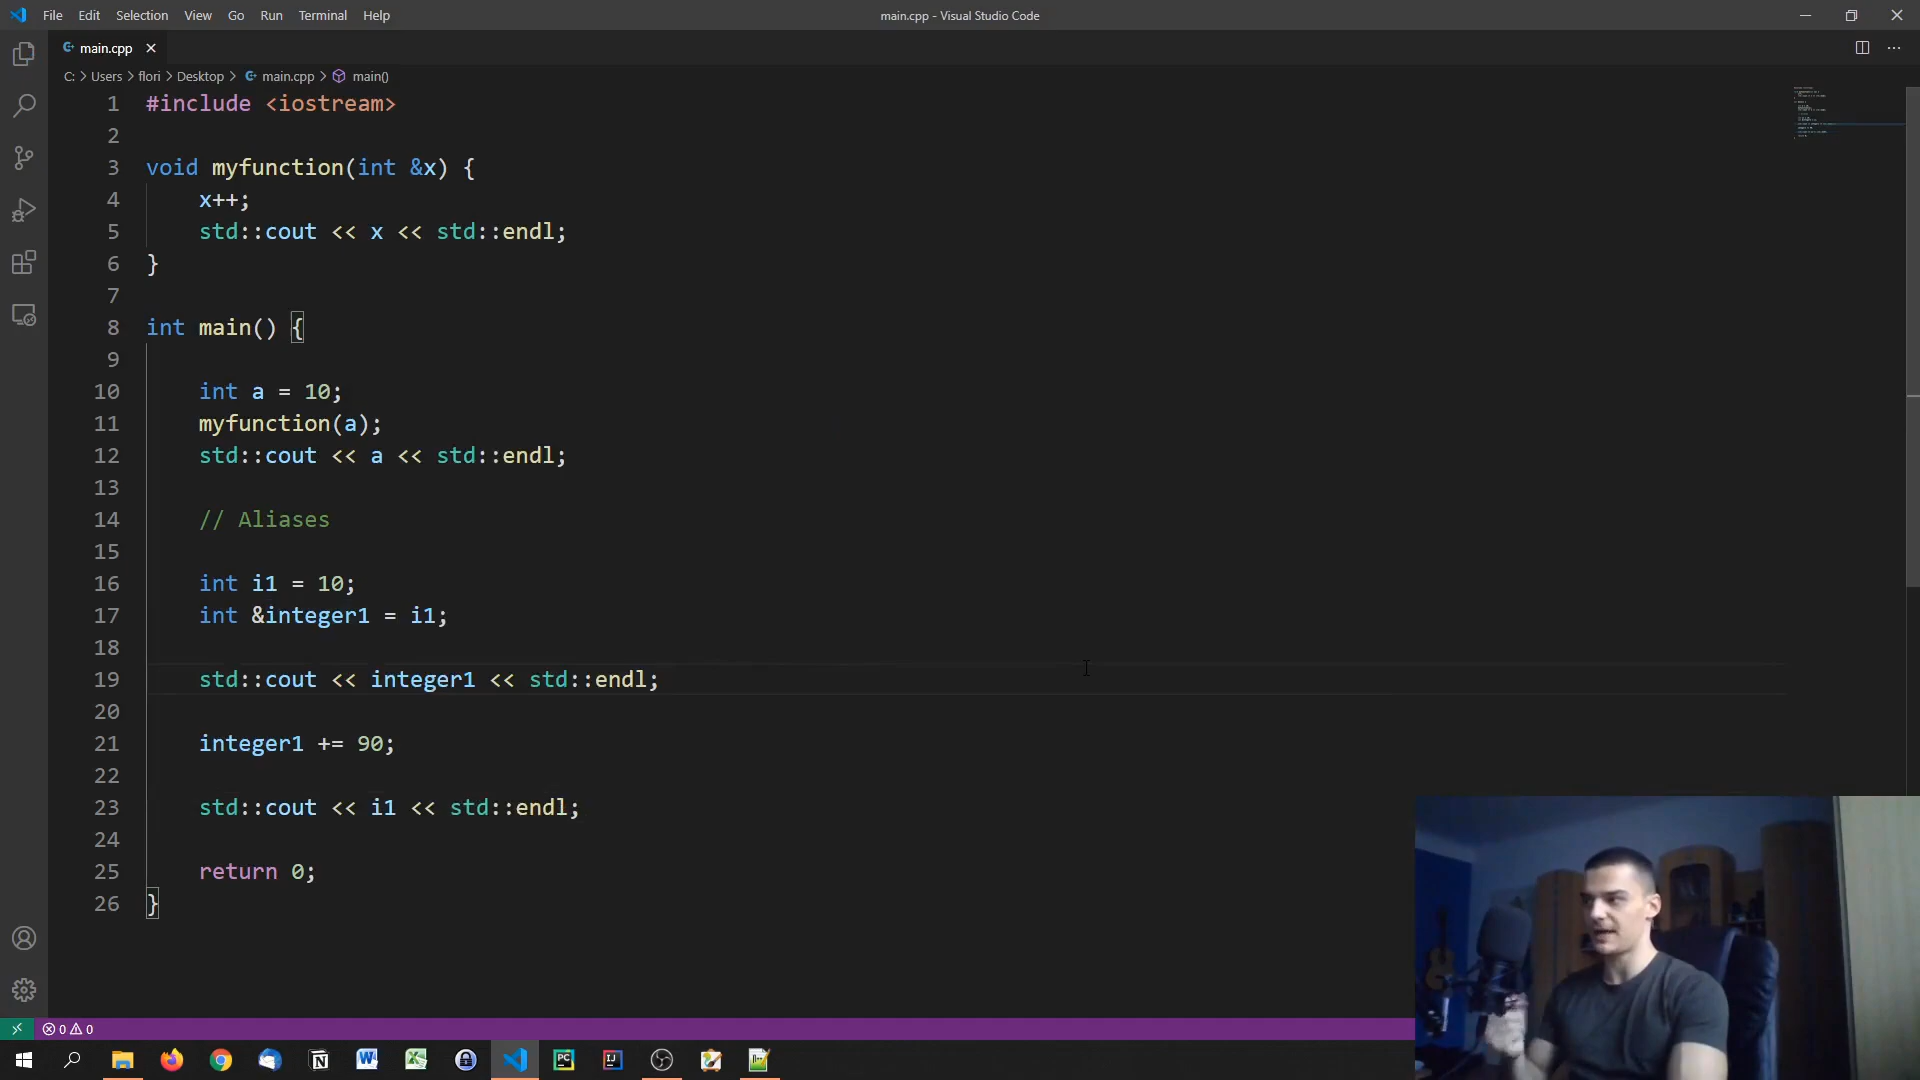 File Edit Selection View Go Run Terminal Help
main.cpp - Visual Studio Code
main.cpp
C: > Users > flori > Desktop > main.cpp > main()
1 #include <iostream>
2
3 void myfunction(int &x) {
4 x++;
5 std::cout << x << std::endl;
6 }
7
8 int main() {
9
10 int a = 10;
11 myfunction(a);
12 std::cout << a << std::endl;
13
14 // Aliases
15
16 int i1 = 10;
17 int &integer1 = i1;
18
19 std::cout << integer1 << std::endl;
20
21 integer1 += 90;
22
23 std::cout << i1 << std::endl;
24
25 return 0;
26 }
0 0